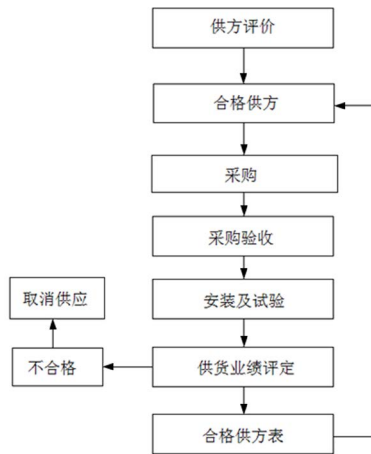 供方评价
合格供方
采购
采购验收
取消供应
安装及试验
不合格
供货业绩评定
合格供方表